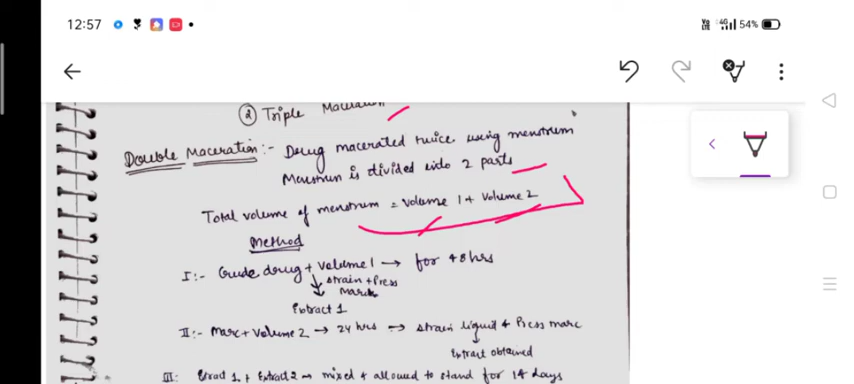 12:57
Vo LTE 4G 54%
② Triple Maceration
Double Maceration :- Drug macerated twice using menstrum
Menstrum is divided into 2 parts
Total volume of menstrum = volume 1 + volume 2
Method
I :- Crude drug + volume 1 → for 48 hrs
strain + Press
marc
Extract 1
II :- Marc + Volume 2 → 24 hrs → strain liquid + Press marc
Extract obtained
III: Extract 1 + Extract 2 → mixed + allowed to stand for 14 days